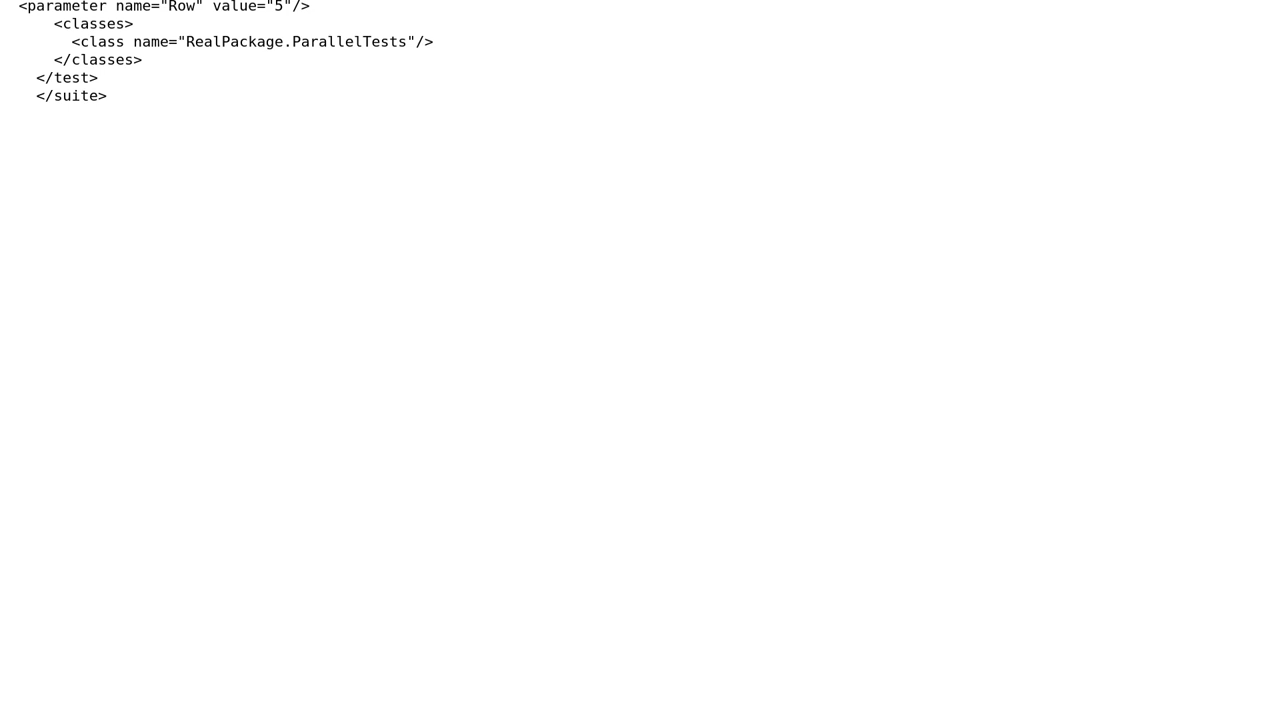 <parameter name="Row" value="5"/>
    <classes>
      <class name="RealPackage.ParallelTests"/>
    </classes>
  </test>
  </suite>